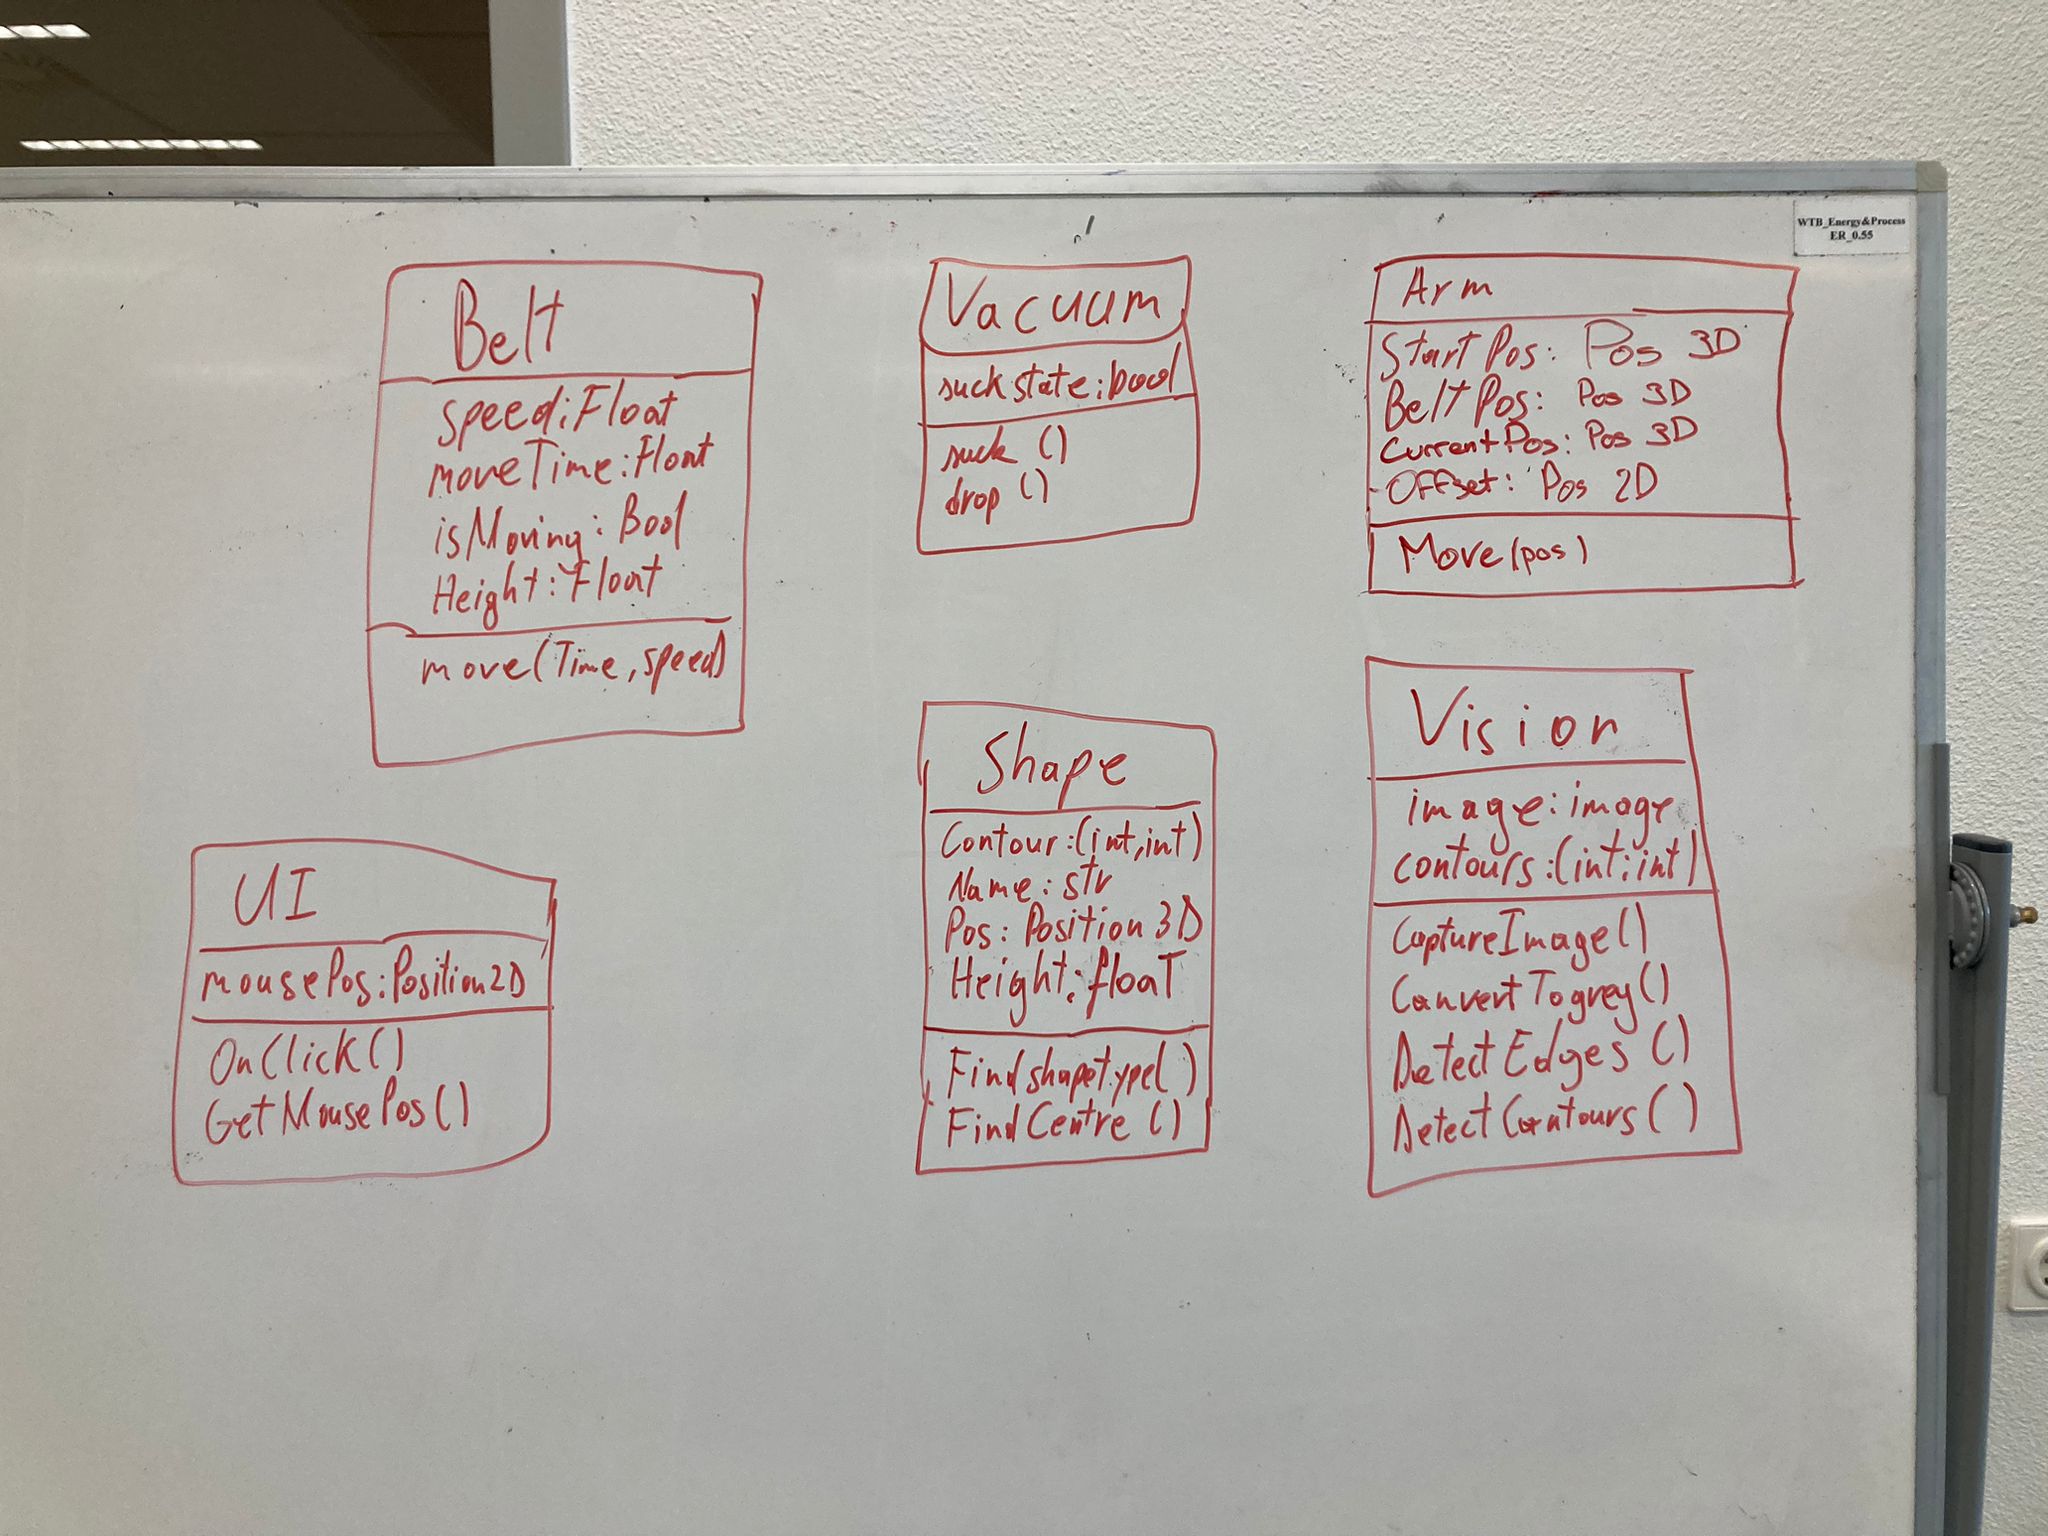 WTB_Energy&Process
ER_0.55
Belt
speed:Float
moveTime:Float
isMoving:Bool
Height:Float
move(Time,speed)
Vacuum
suckstate:bool
suck ()
drop ()
Arm
StartPos: Pos 3D
BeltPos: Pos 3D
CurrentPos: Pos 3D
Offset: Pos 2D
Move(pos)
UI
mousePos:Position2D
OnClick()
GetMousePos()
Shape
Contour:(int,int)
Name: str
Pos: Position 3D
Height:floaT
Findshapetype()
FindCentre ()
Vision
image:image
contours:(int;int)
CaptureImage()
ConvertTogrey()
DetectEdges ()
DetectContours()